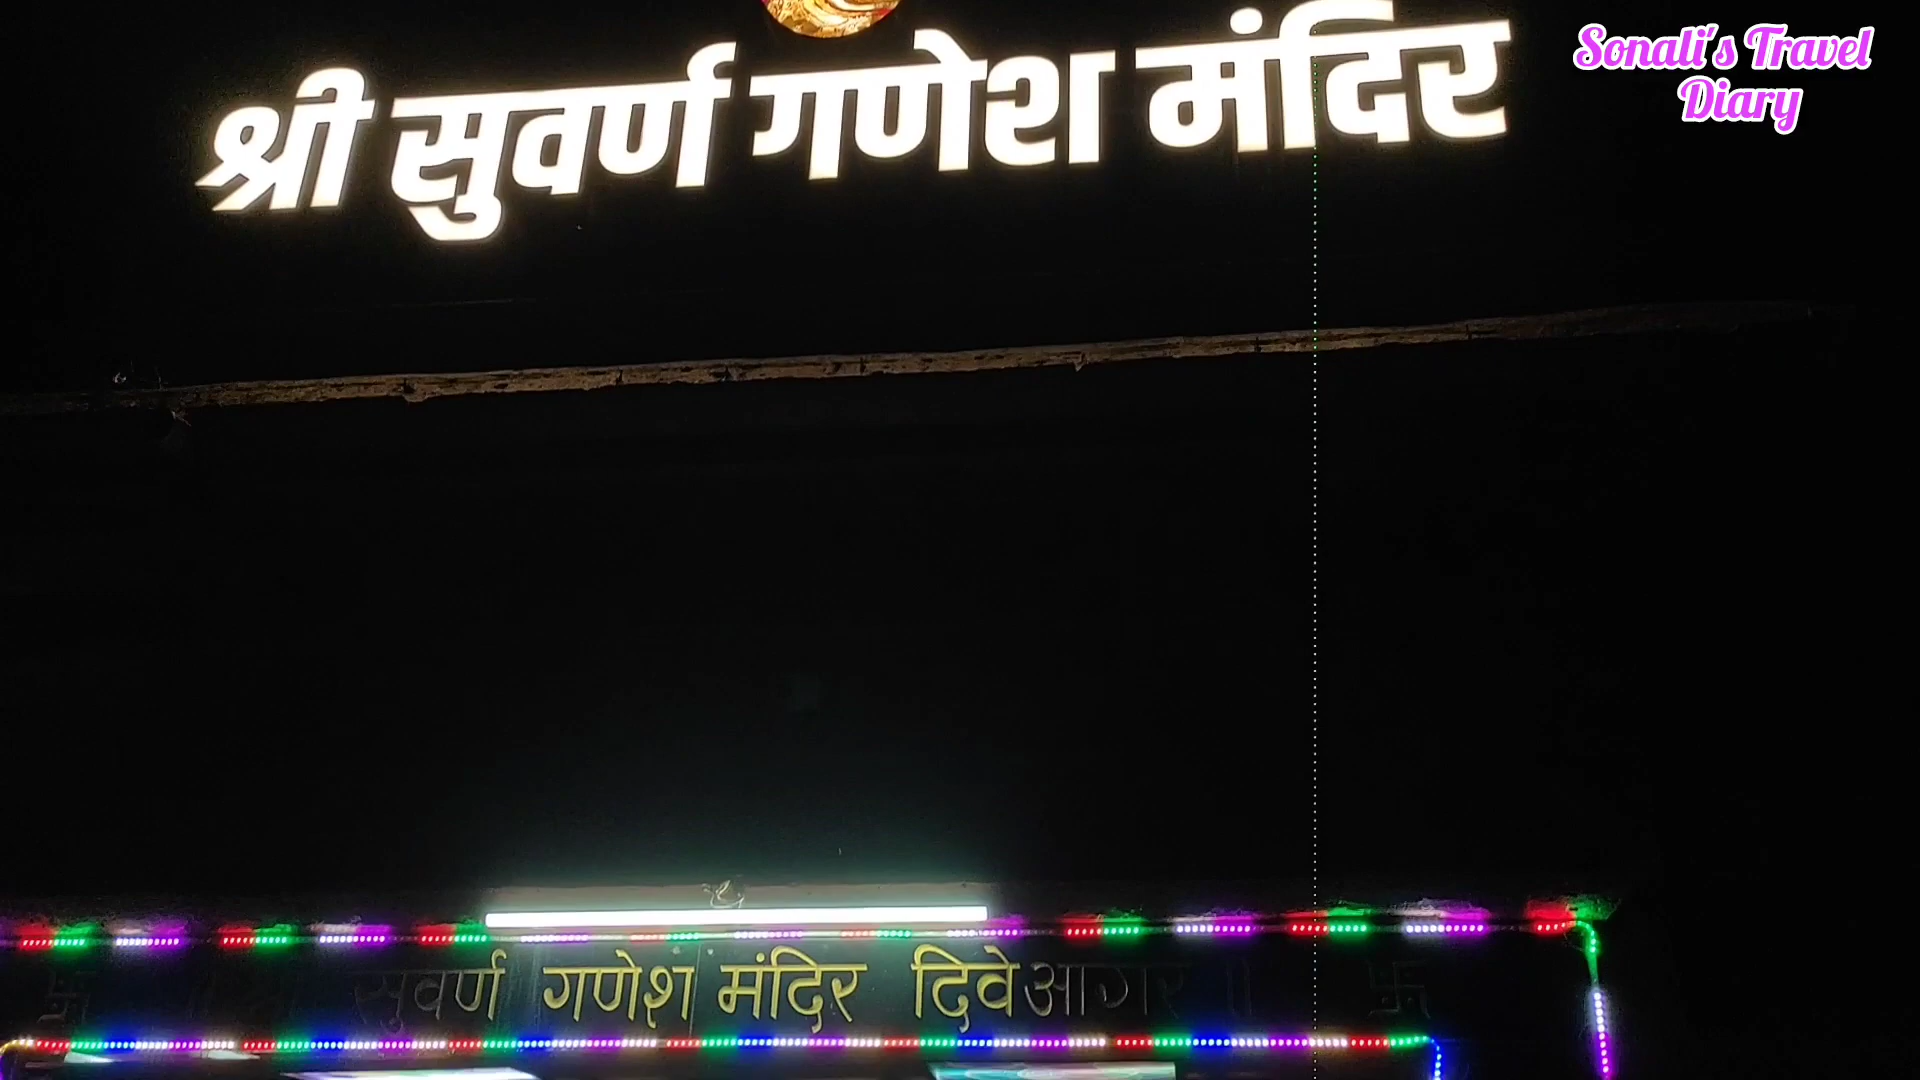 श्री सुवर्ण गणेश मंदिर
Sonali's Travel
Diary
सुवर्ण गणेश मंदिर दिवेआगर ॥